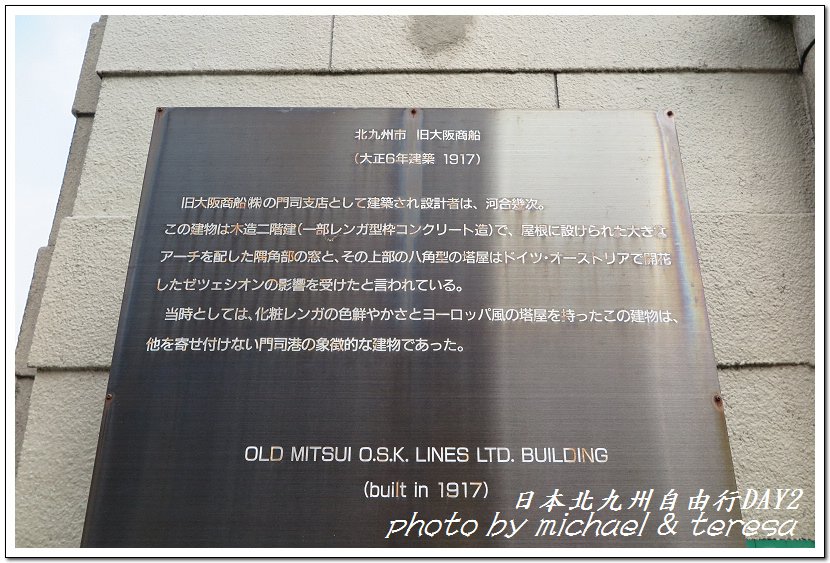 北九州市 旧大阪商船
(大正6年建築 1917)
旧大阪商船㈱の門司支店として建築され設計者は、河合幾次。
この建物は木造二階建(一部レンガ型枠コンクリート造)で、屋根に設けられた大きな
アーチを配した隅角部の窓と、その上部の八角型の塔屋はドイツ・オーストリアで開花
したゼツェシオンの影響を受けたと言われている。
当時としては、化粧レンガの色鮮やかさとヨーロッパ風の塔屋を持ったこの建物は、
他を寄せ付けない門司港の象徴的な建物であった。
OLD MITSUI O.S.K. LINES LTD. BUILDING
(built in 1917)
日本北九州自由行DAY2
photo by michael & teresa